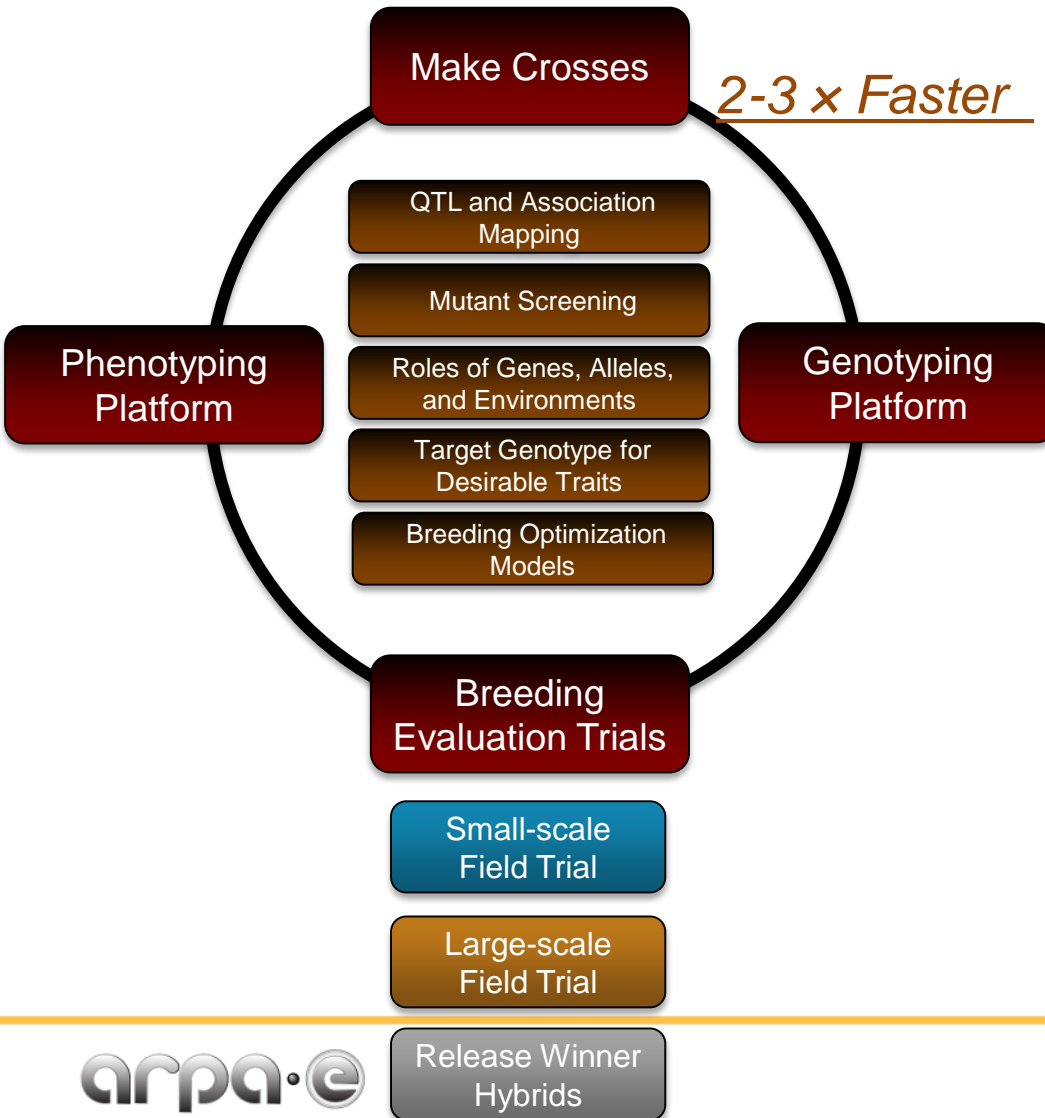 Make Crosses
2-3 × Faster
QTL and Association
Mapping
Mutant Screening
Phenotyping
Platform
Roles of Genes, Alleles,
and Environments
Genotyping
Platform
Target Genotype for
Desirable Traits
Breeding Optimization
Models
Breeding
Evaluation Trials
Small-scale
Field Trial
Large-scale
Field Trial
arpa·e
Release Winner
Hybrids